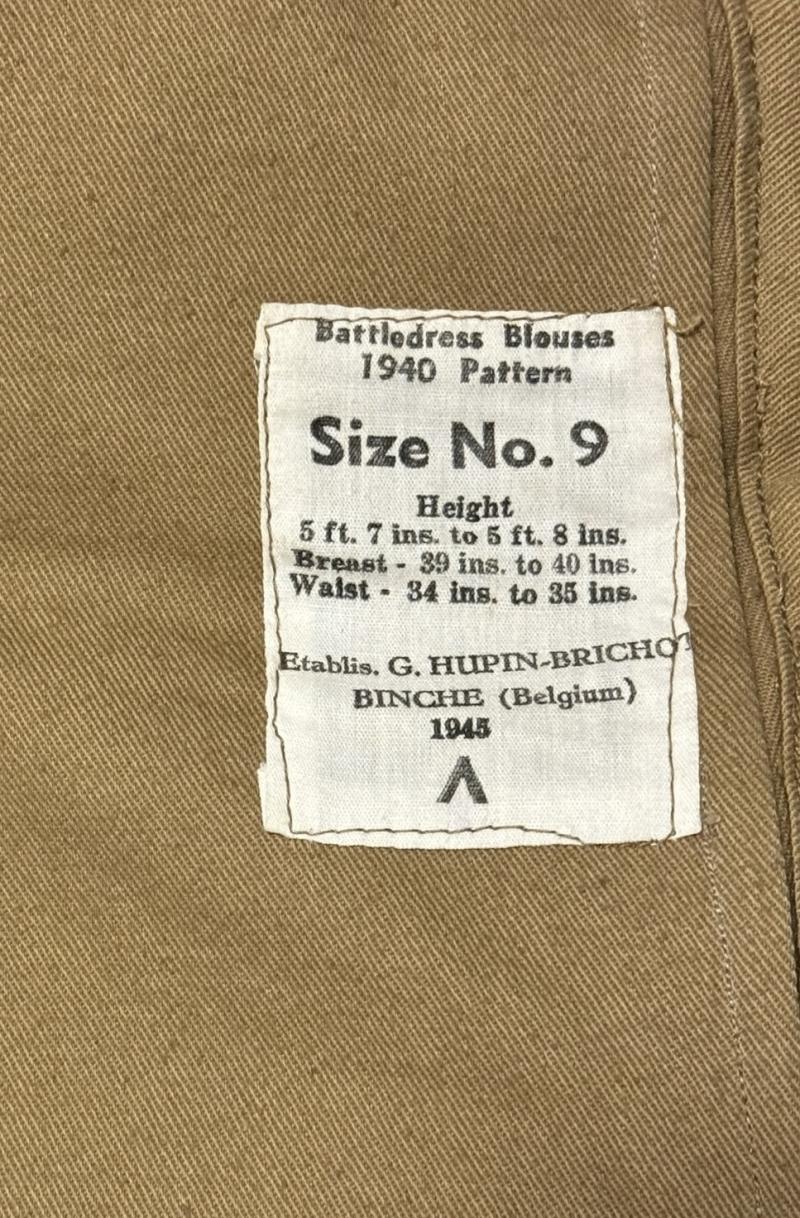 Battledress Blouses
1940 Pattern
Size No. 9
Height
5 ft. 7 ins. to 5 ft. 8 ins.
Breast - 39 ins. to 40 ins.
Waist - 34 ins. to 35 ins.
Etablis. G. HUPIN-BRICHOT
BINCHE (Belgium)
1945